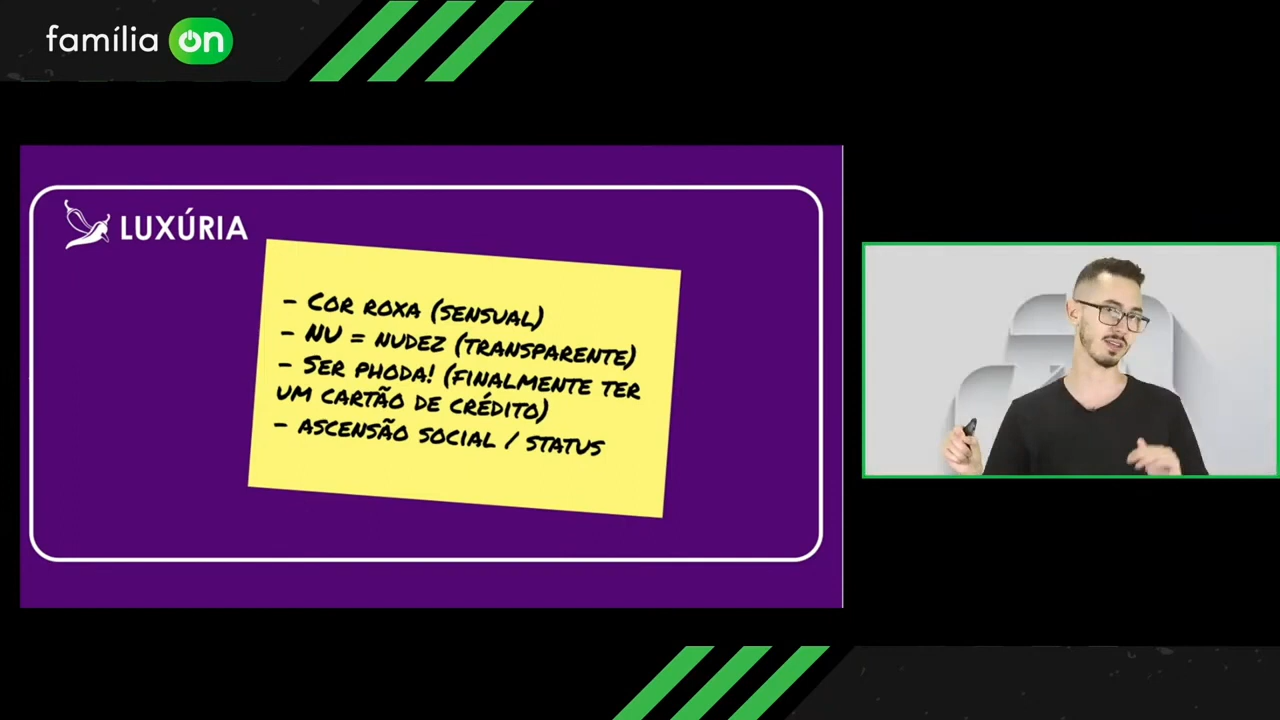 família on
LUXÚRIA
- COR ROXA (SENSUAL)
- NU = NUDEZ (TRANSPARENTE)
- SER PHODA! (FINALMENTE TER
UM CARTÃO DE CRÉDITO)
- ASCENSÃO SOCIAL / STATUS